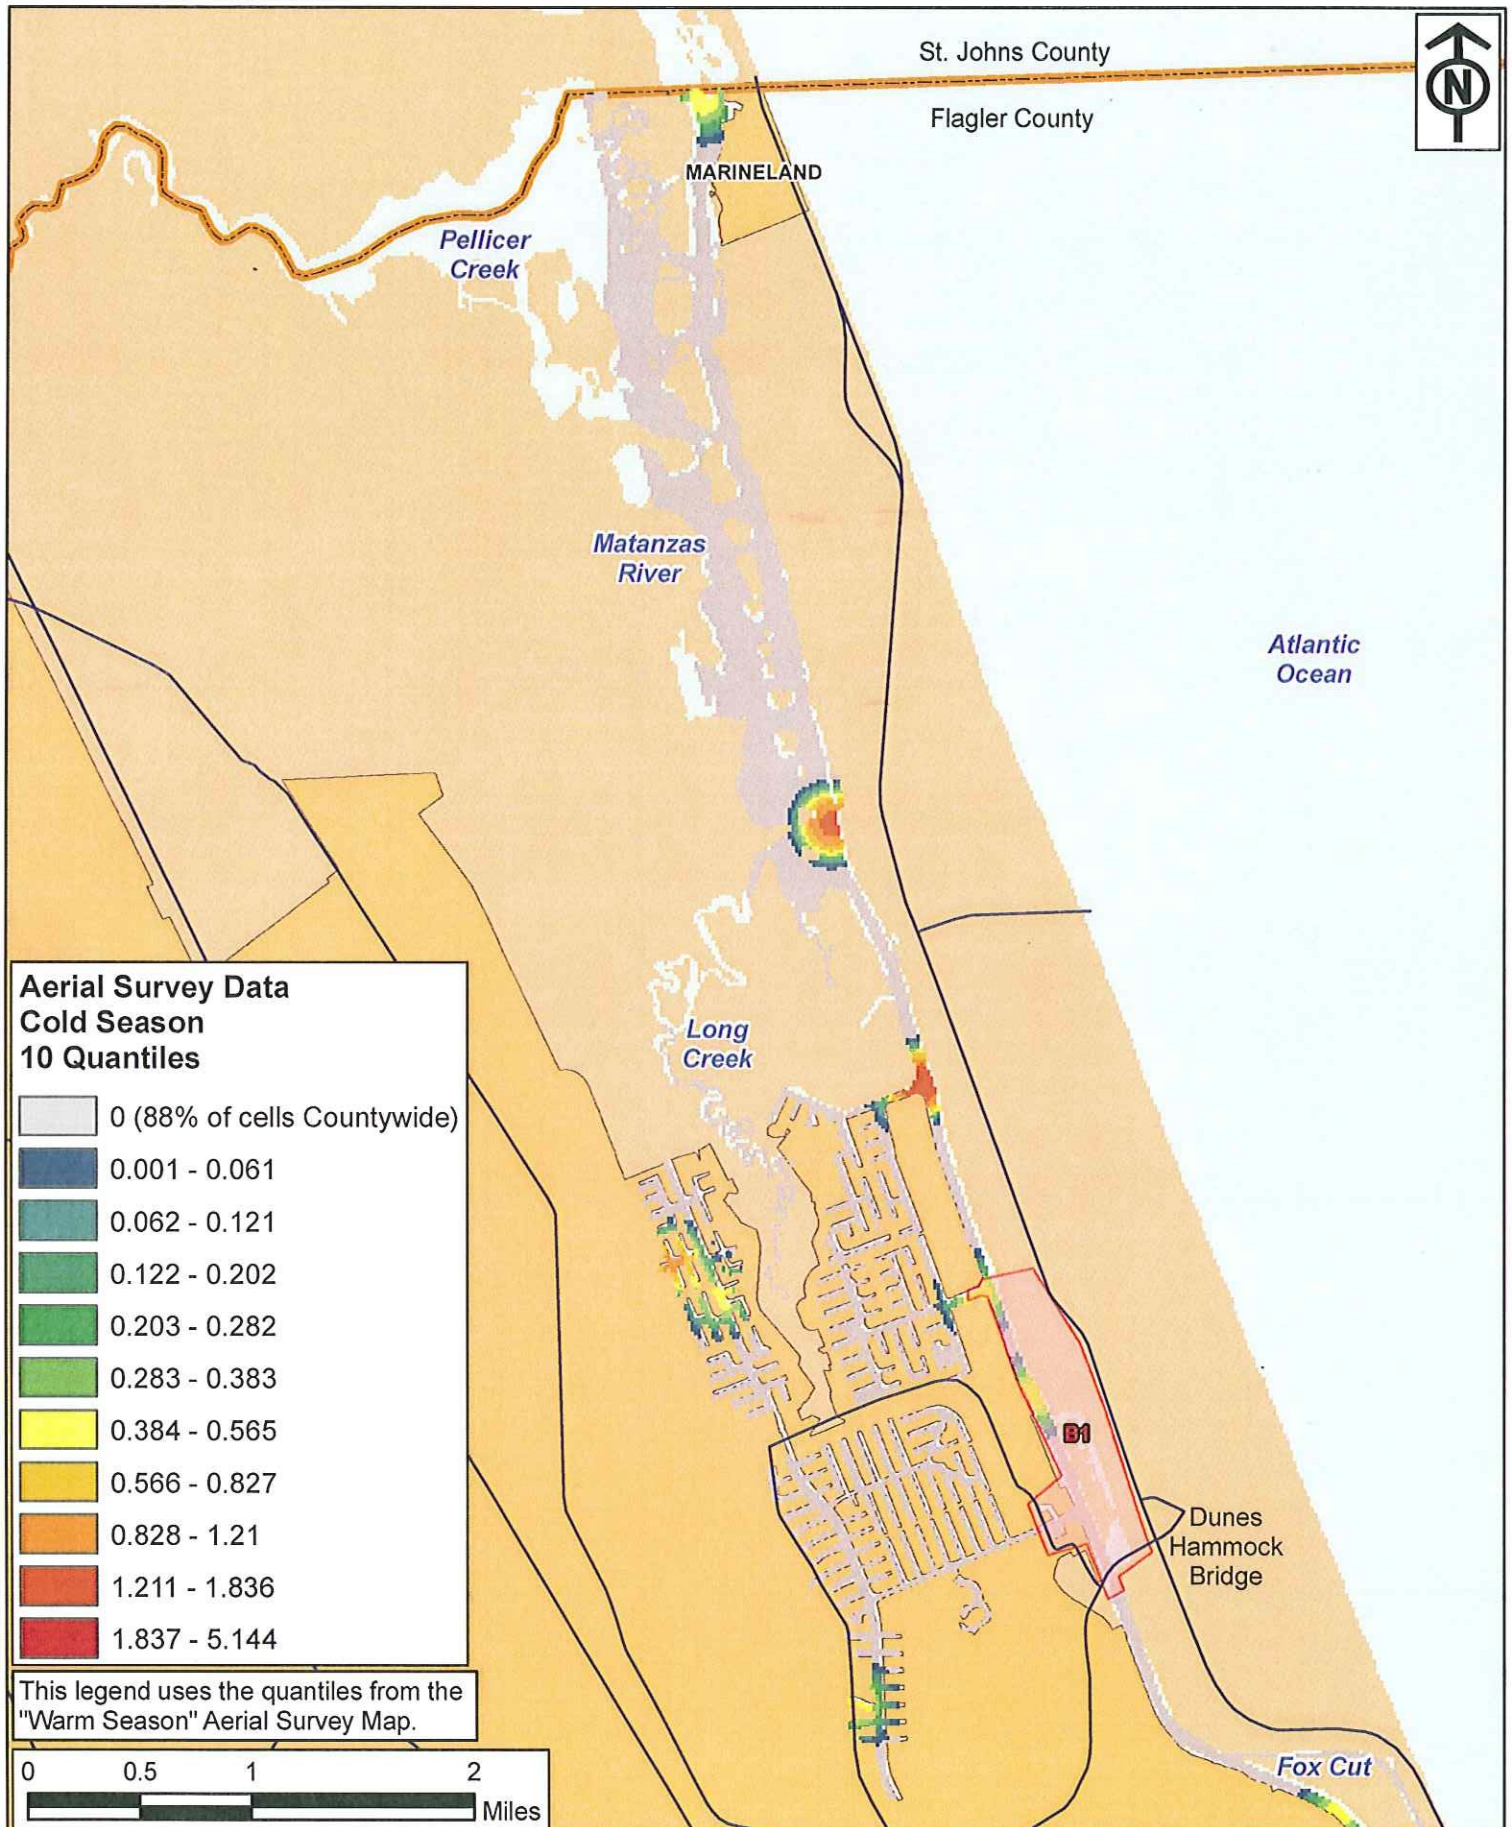 St. Johns County
N
Flagler County
MARINELAND
Pellicer
Creek
Matanzas
River
Atlantic
Ocean
Long
Creek
B1
Dunes
Hammock
Bridge
Fox Cut
Aerial Survey Data
Cold Season
10 Quantiles
0 (88% of cells Countywide)
0.001 - 0.061
0.062 - 0.121
0.122 - 0.202
0.203 - 0.282
0.283 - 0.383
0.384 - 0.565
0.566 - 0.827
0.828 - 1.21
1.211 - 1.836
1.837 - 5.144
This legend uses the quantiles from the
"Warm Season" Aerial Survey Map.
0 0.5 1 2
Miles